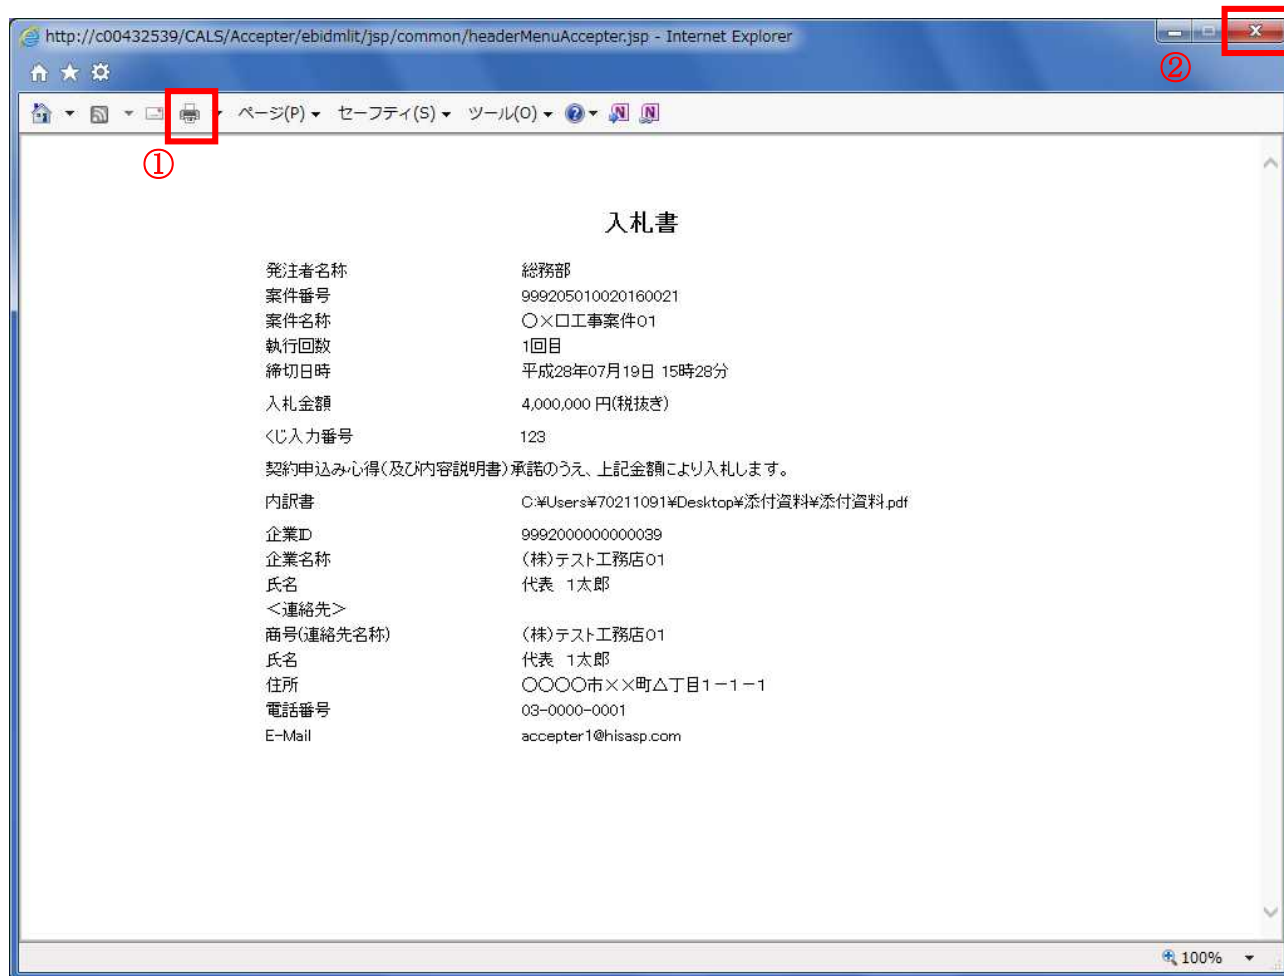 http://c00432539/CALS/Accepter/ebidmlit/jsp/common/headerMenuAccepter.jsp - Internet Explorer
②
ページ(P) セーフティ(S) ツール(O)
①
入札書
発注者名称 総務部
案件番号 999205010020160021
案件名称 〇×口工事案件01
執行回数 1回目
締切日時 平成28年07月19日 15時28分
入札金額 4,000,000 円(税抜き)
くじ入力番号 123
契約申込み心得(及び内容説明書)承諾のうえ、上記金額により入札します。
内訳書 C:¥Users¥70211091¥Desktop¥添付資料¥添付資料.pdf
企業ID 9992000000000039
企業名称 (株)テスト工務店01
氏名 代表 1太郎
<連絡先>
商号(連絡先名称) (株)テスト工務店01
氏名 代表 1太郎
住所 〇〇〇〇市××町△丁目1-1-1
電話番号 03-0000-0001
E-Mail accepter1@hisasp.com
100%